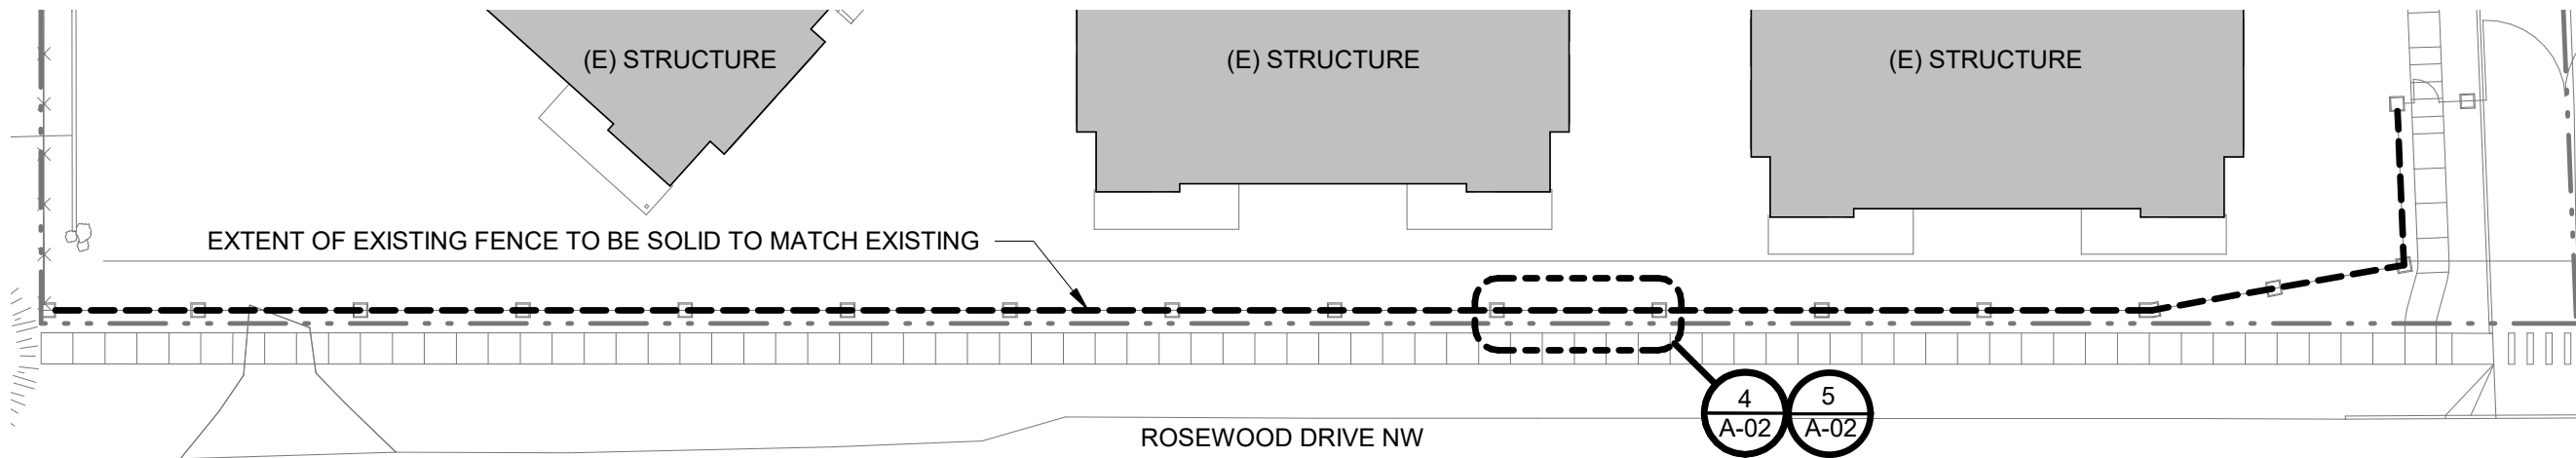 (E) STRUCTURE
(E) STRUCTURE
(E) STRUCTURE
EXTENT OF EXISTING FENCE TO BE SOLID TO MATCH EXISTING
4
A-02
5
A-02
ROSEWOOD DRIVE NW